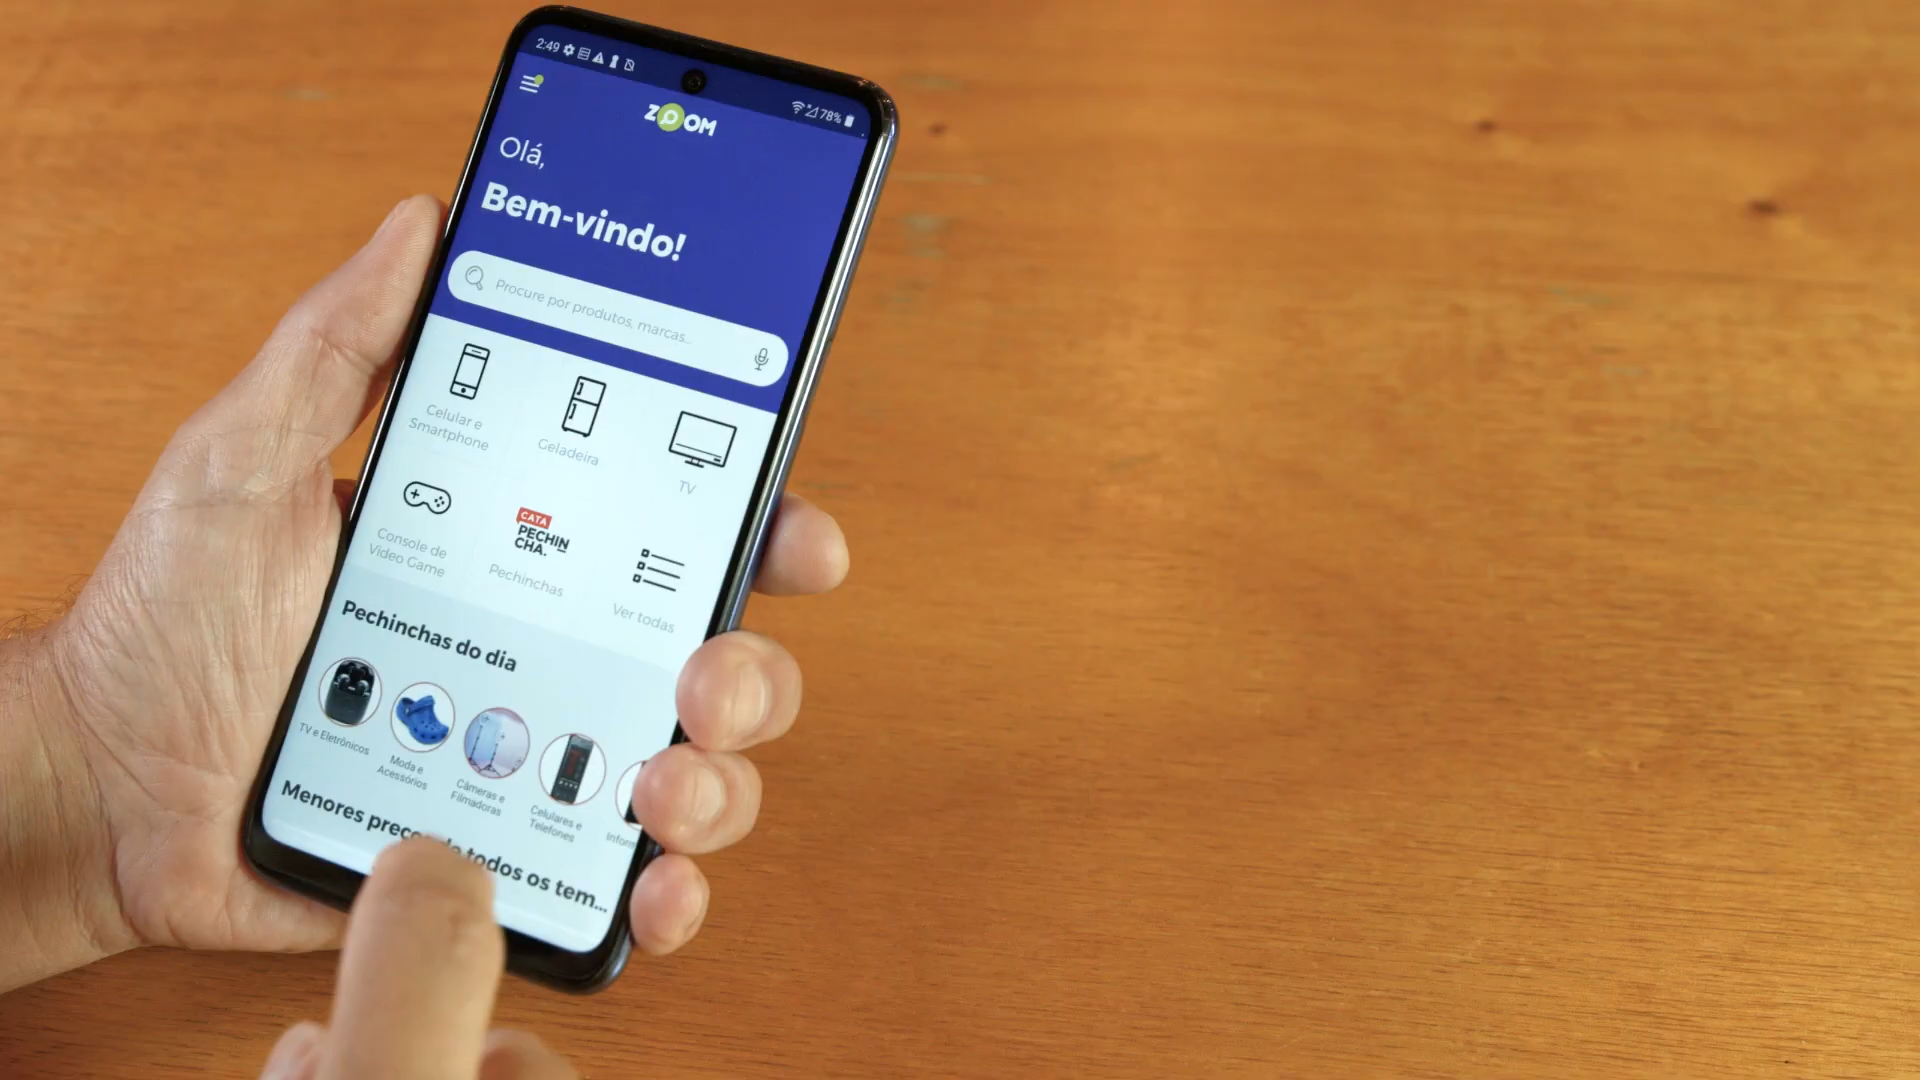 2:49
78%
ZOOM
Olá,
Bem-vindo!
Procure por produtos, marcas...
Celular e
Smartphone
Geladeira
TV
Console de
Video Game
CATA
PECHIN
CHA.
Pechinchas
Ver todas
Pechinchas do dia
TV e Eletrônicos
Moda e
Acessórios
Câmeras e
Filmadoras
Celulares e
Telefones
Inform
Menores preços todos os tem...